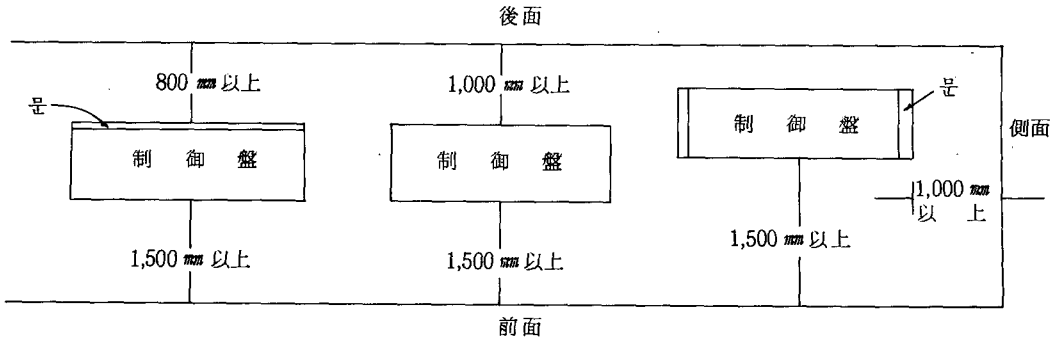 後面
800 ㎜ 以上
1,000 ㎜ 以上
문
문
制 御 盤
制 御 盤
制 御 盤
側面
1,000 ㎜
以 上
1,500 ㎜ 以上
1,500 ㎜ 以上
1,500 ㎜ 以上
前面